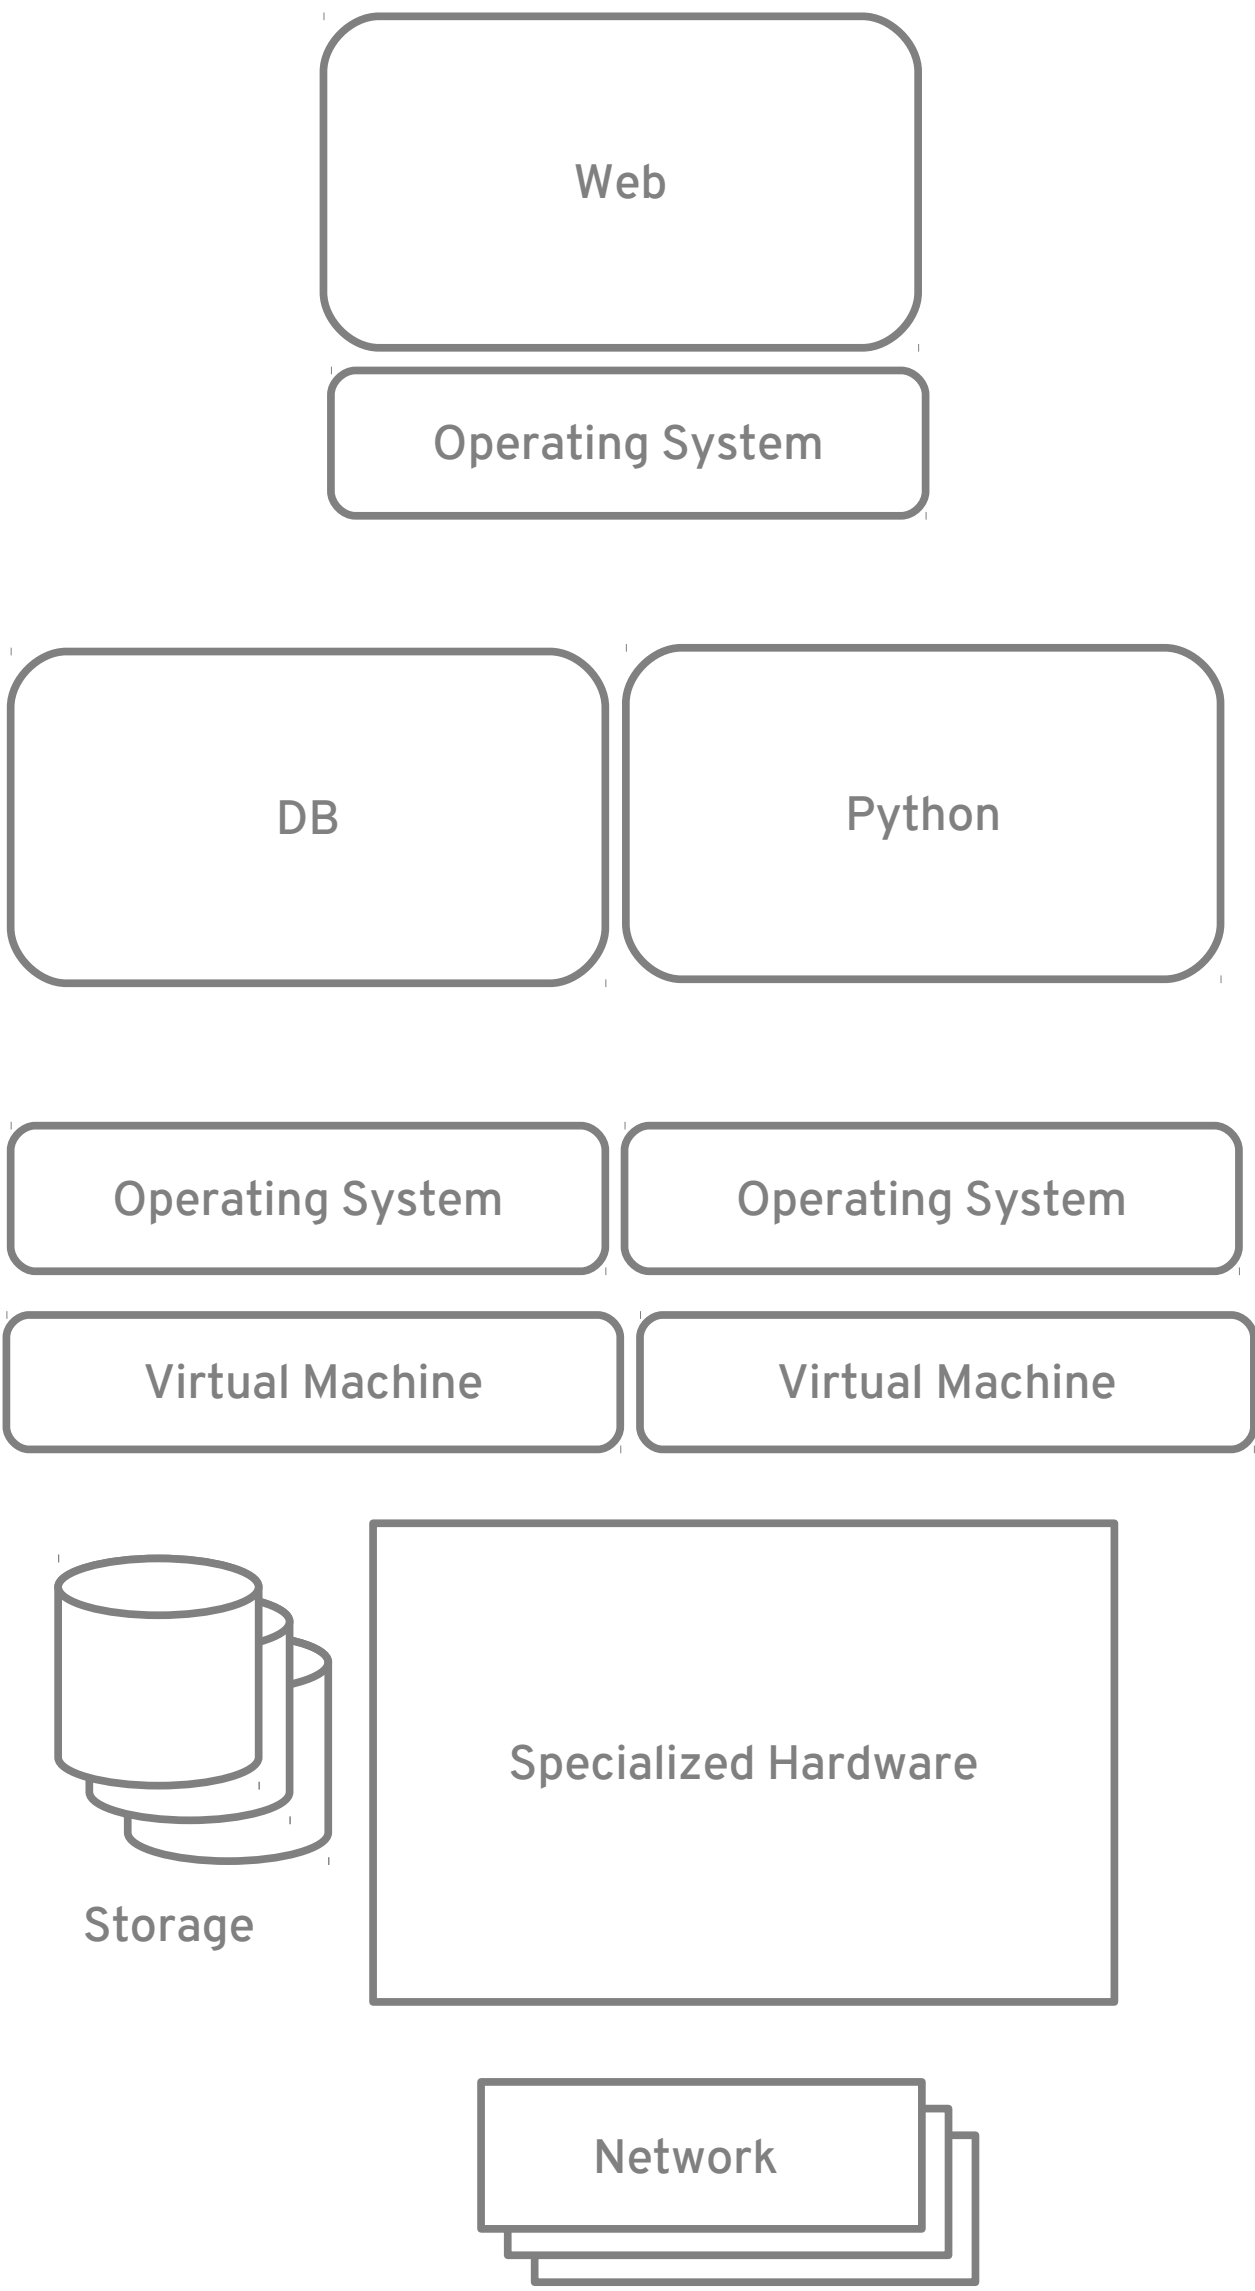 Web
Operating System
DB
Python
Operating System
Operating System
Virtual Machine
Virtual Machine
Specialized Hardware
Storage
Network